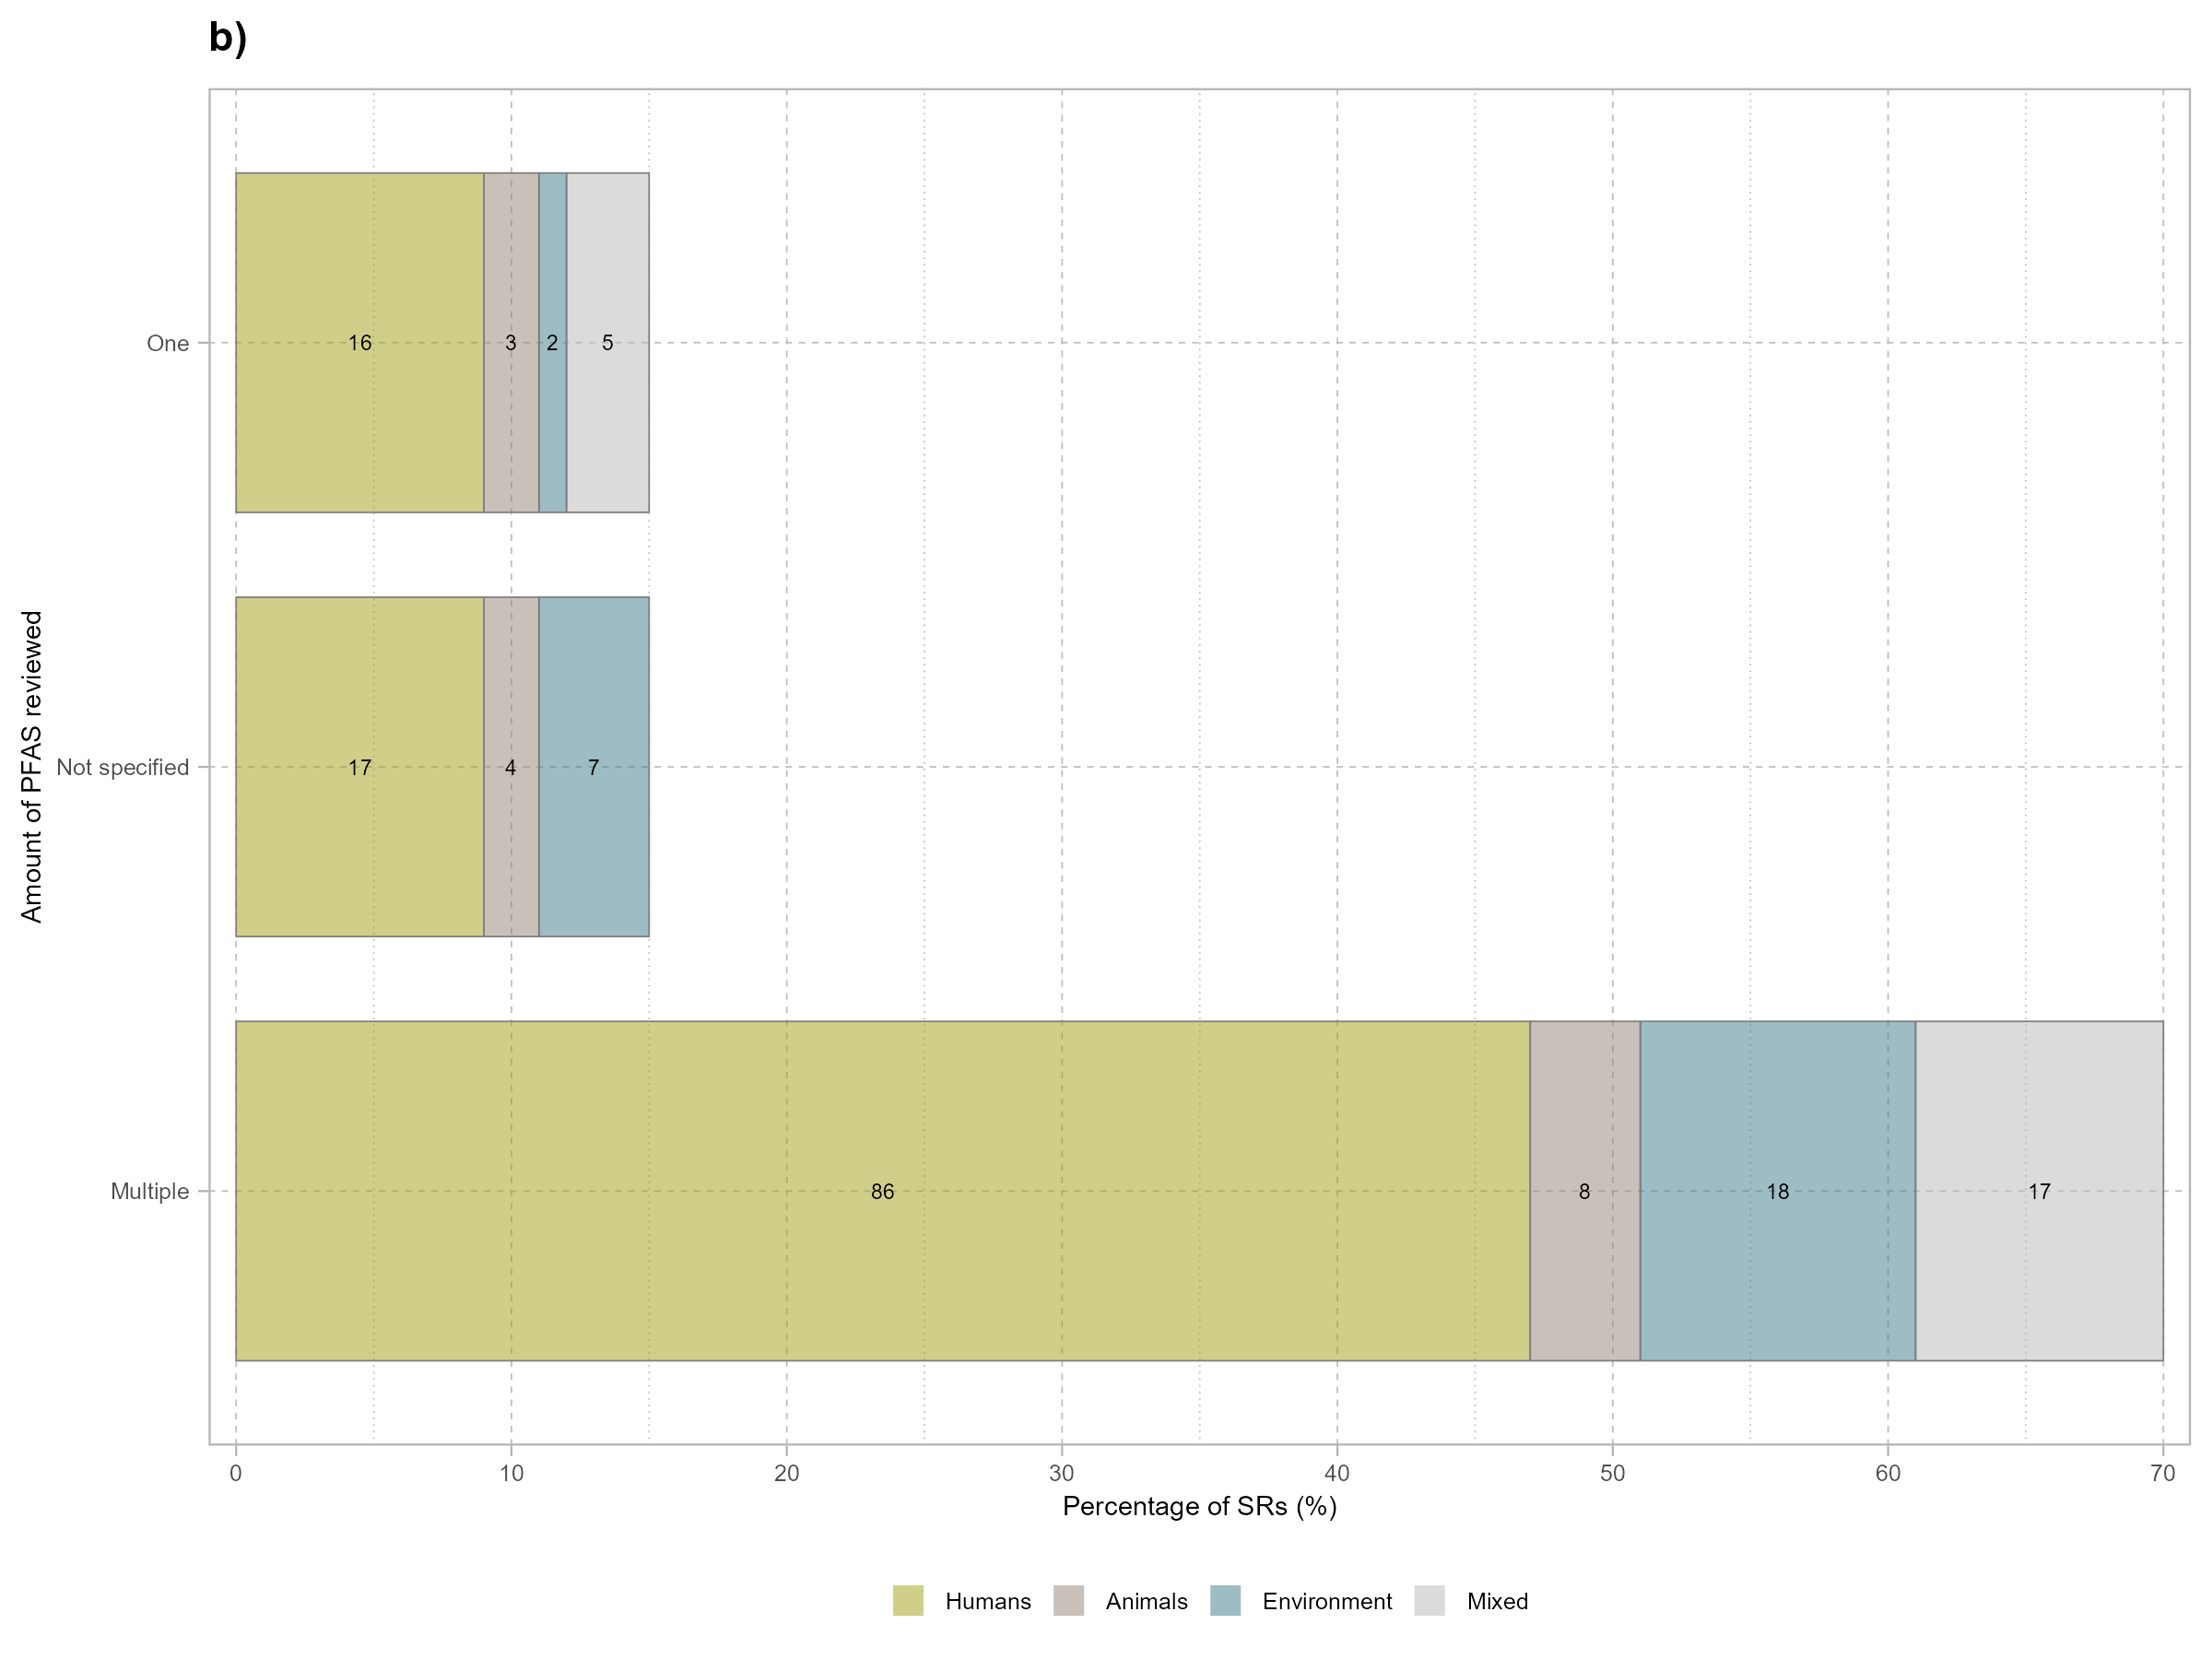 b)
Amount of PFAS reviewed
One
16 3 2 5
Not specified
17 4 7
Multiple
86 8 18 17
0 10 20 30 40 50 60 70
Percentage of SRs (%)
Humans Animals Environment Mixed